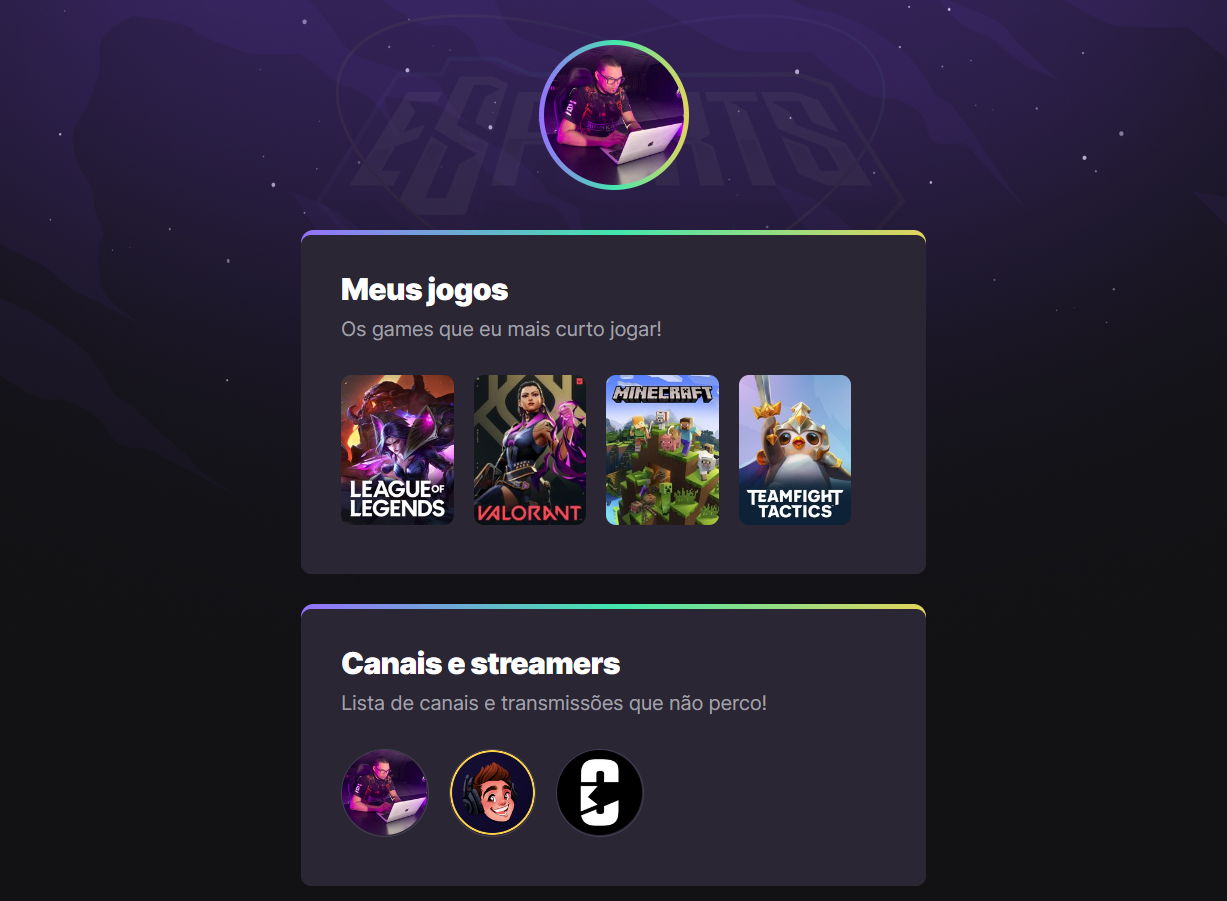 ESPORTS
Meus jogos
Os games que eu mais curto jogar!
LEAGUE OF
LEGENDS
VALORANT
MINECRAFT
TEAMFIGHT
TACTICS
Canais e streamers
Lista de canais e transmissões que não perco!